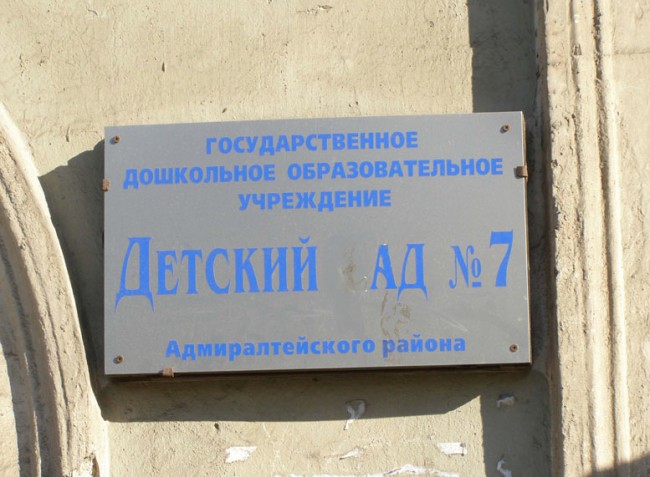 ГОСУДАРСТВЕННОЕ
ДОШКОЛЬНОЕ ОБРАЗОВАТЕЛЬНОЕ
УЧРЕЖДЕНИЕ
ДЕТСКИЙ АД №7
Адмиралтейского района